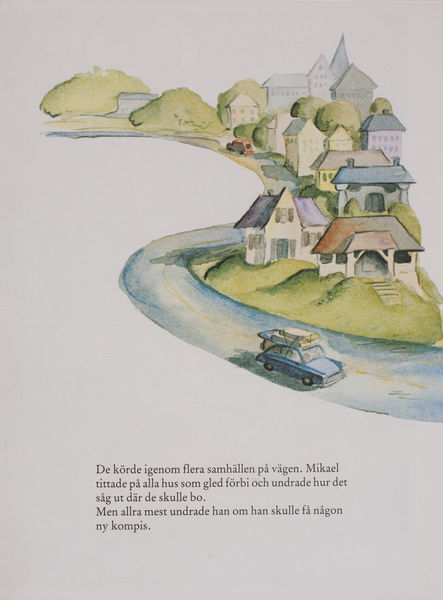 De körde igenom flera samhällen på vägen. Mikael
tittade på alla hus som gled förbi och undrade hur det
såg ut där de skulle bo.
Men allra mest undrade han om han skulle få någon
ny kompis.